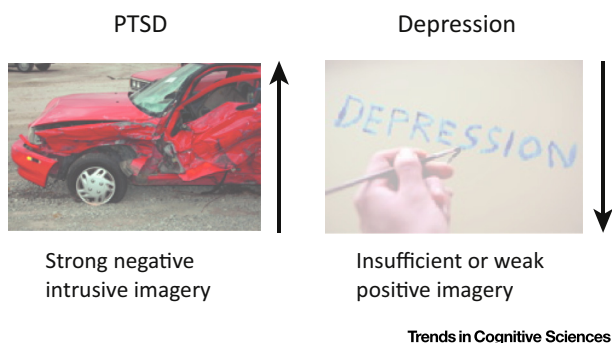 PTSD
Depression
DEPRESSION
Strong negative
intrusive imagery
Insufficient or weak
positive imagery
Trends in Cognitive Sciences